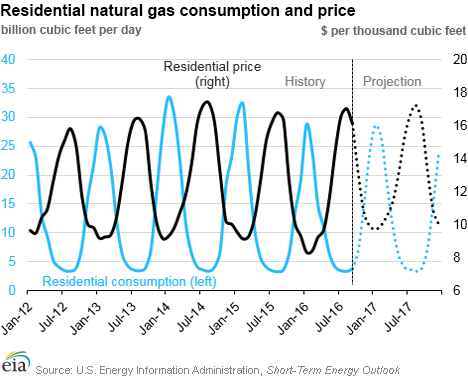 Residential natural gas consumption and price
billion cubic feet per day $ per thousand cubic feet
40 20
35 18
30 16
25 14
20 12
15
10 10
5 8
0 6
Residential price
(right)
History Projection
Residential consumption (left)
Jan-12 Jul-12 Jan-13 Jul-13 Jan-14 Jul-14 Jan-15 Jul-15 Jan-16 Jul-16 Jan-17 Jul-17
eia Source: U.S. Energy Information Administration, Short-Term Energy Outlook